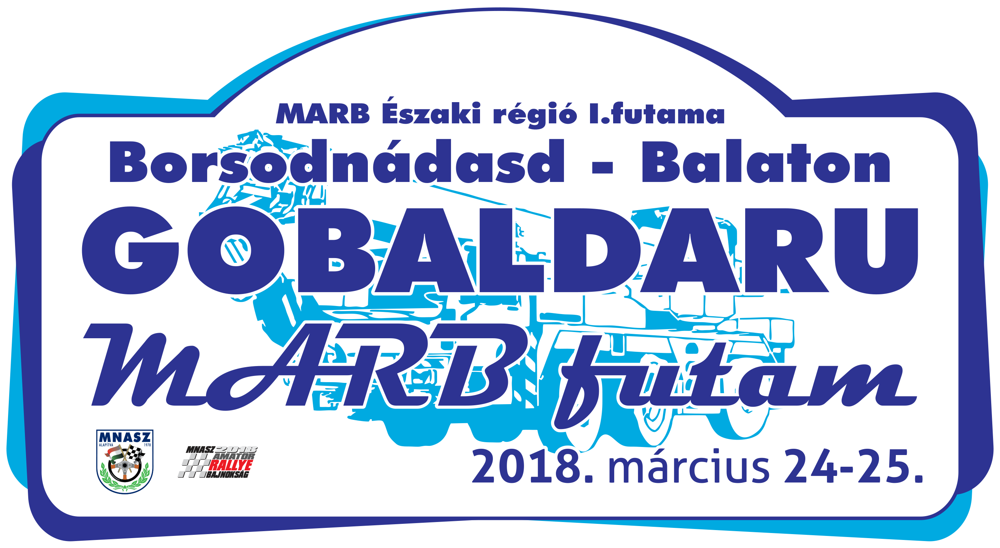 MARB Északi régió I.futama
Borsodnádasd - Balaton
GOBALDARU
MARB futam
MNASZ
ALAPÍTVA 1978
MNASZ 2018
AMATŐR
RALLYE
BAJNOKSÁG
2018. március 24-25.